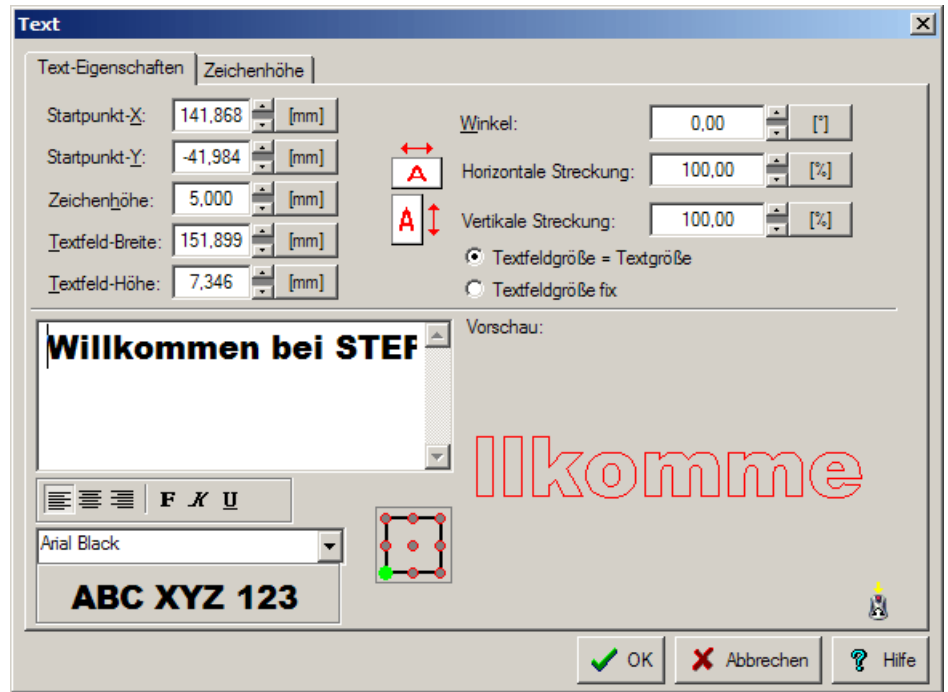 Text
Text-Eigenschaften Zeichenhöhe
Startpunkt-X: 141,868 [mm]
Startpunkt-Y: -41,984 [mm]
Zeichenhöhe: 5,000 [mm]
Textfeld-Breite: 151,899 [mm]
Textfeld-Höhe: 7,346 [mm]
A
A
Winkel: 0,00 [°]
Horizontale Streckung: 100,00 [%]
Vertikale Streckung: 100,00 [%]
Textfeldgröße = Textgröße
Textfeldgröße fix
Willkommen bei STEF
Vorschau:
llkomme
F K U
Arial Black
ABC XYZ 123
OK Abbrechen Hilfe